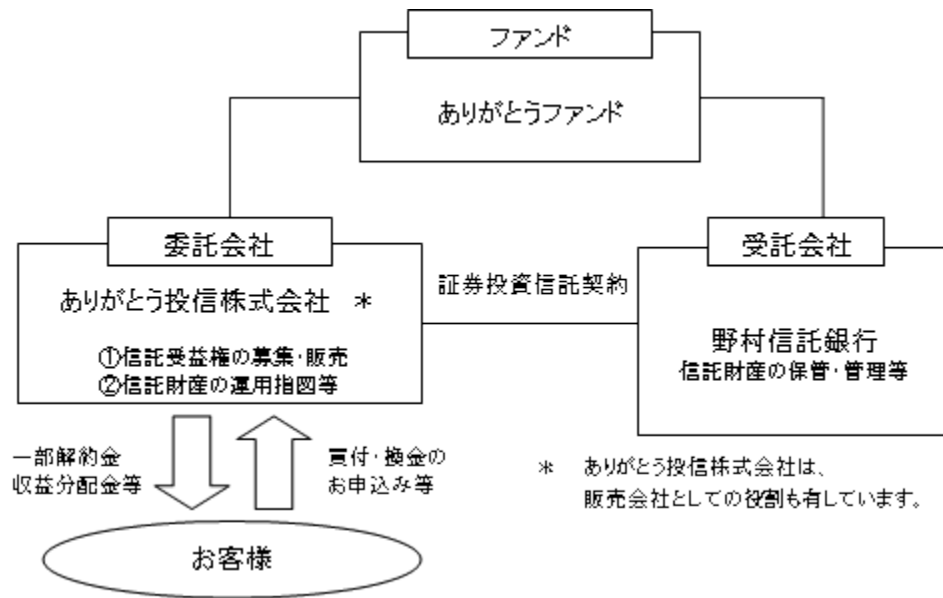 ファンド
ありがとうファンド
委託会社
ありがとう投信株式会社 *
①信託受益権の募集・販売
②信託財産の運用指図等
証券投資信託契約
受託会社
野村信託銀行
信託財産の保管・管理等
一部解約金
収益分配金等
買付・換金の
お申込み等
* ありがとう投信株式会社は、
販売会社としての役割も有しています。
お客様